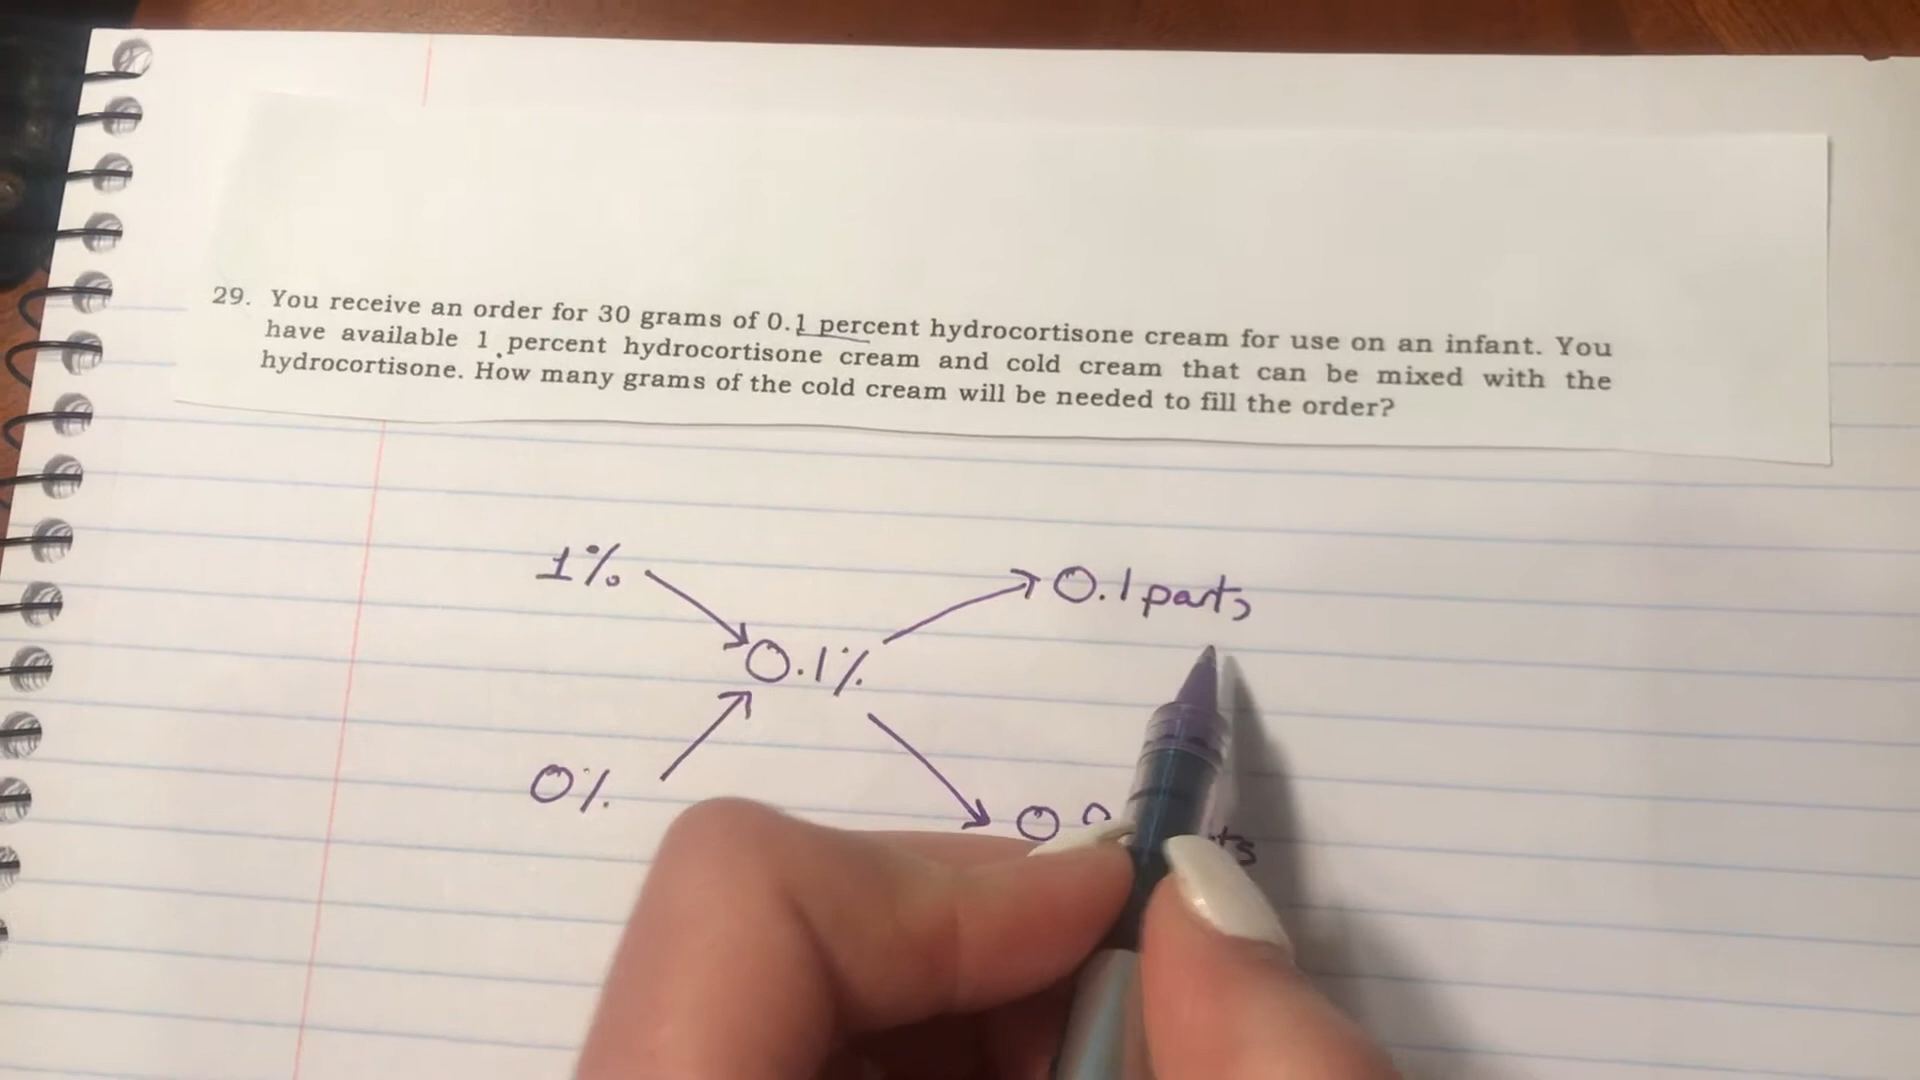 29. You receive an order for 30 grams of 0.1 percent hydrocortisone cream for use on an infant. You
have available 1 percent hydrocortisone cream and cold cream that can be mixed with the
hydrocortisone. How many grams of the cold cream will be needed to fill the order?
1%
0.1 parts
0.1%
0%